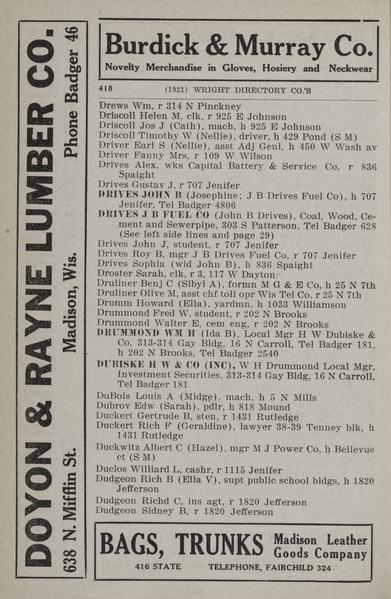 DOYON & RAYNE LUMBER CO.
638 N. Mifflin St. Madison, Wis. Phone Badger 46
Burdick & Murray Co.
Novelty Merchandise in Gloves, Hosiery and Neckwear
418 (1921) WRIGHT DIRECTORY CO.'S
Drews Wm, r 314 N Pinckney
Driscoll Helen M, clk, r 925 E Johnson
Driscoll Jos J (Cath), mach, h 925 E Johnson
Driscoll Timothy W (Nellie), driver, h 429 Pond (S M)
Driver Earl S (Nellie), asst Adj Genl, h 450 W Wash av
Driver Fanny Mrs, r 109 W Wilson
Drives Alex, wks Capital Battery & Service Co, r 836
Spaight
Drives Gustav J, r 707 Jenifer
DRIVES JOHN B (Josephine; J B Drives Fuel Co), h 707
Jenifer, Tel Badger 4806
DRIVES J B FUEL CO (John B Drives), Coal, Wood, Ce-
ment and Sewerpipe, 303 S Patterson, Tel Badger 628
(See left side lines and page 29)
Drives John J, student, r 707 Jenifer
Drives Roy B, mgr J B Drives Fuel Co, r 707 Jenifer
Drives Sophia (wid John B), h 836 Spaight
Droster Sarah, clk, r 3, 117 W Dayton
Druliner Benj C (Sibyl A), formn M G & E Co, h 25 N 7th
Druliner Olive M, asst chf toll opr Wis Tel Co, r 25 N 7th
Drumm Howard (Ella), yardmn, h 1033 Williamson
Drummond Fred W, student, r 202 N Brooks
Drummond Walter E, cem eng, r 202 N Brooks
DRUMMOND WM H (Ida B), Local Mgr H W Dubiske &
Co, 313-314 Gay Bldg, 16 N Carroll, Tel Badger 181,
h 202 N Brooks, Tel Badger 2540
DUBISKE H W & CO (INC), W H Drummond Local Mgr,
Investment Securities, 313-314 Gay Bldg, 16 N Carroll,
Tel Badger 181
DuBois Louis A (Midge), mach, h 5 N Mills
Dubrov Edw (Sarah), pdlr, h 818 Mound
Duckert Gertrude B, sten, r 1431 Rutledge
Duckert Rich F (Geraldine), lawyer 38-39 Tenney blk, h
1431 Rutledge
Duckwitz Albert C (Hazel), mgr M J Power Co, h Bellevue
ct (S M)
Duclos William L, cashr, r 1115 Jenifer
Dudgeon Rich B (Ella V), supt public school bldgs, h 1820
Jefferson
Dudgeon Richd C, ins agt, r 1820 Jefferson
Dudgeon Sidney B, r 1820 Jefferson
BAGS, TRUNKS Madison Leather
Goods Company
416 STATE TELEPHONE, FAIRCHILD 324